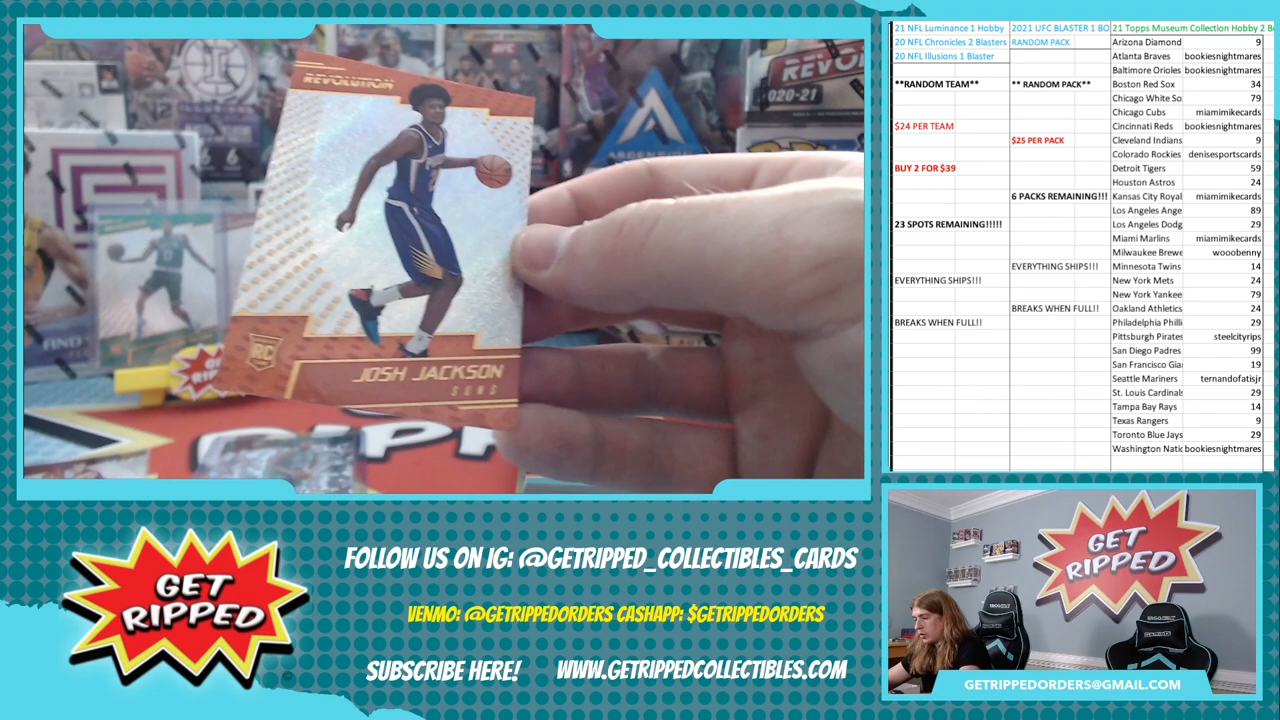 REVOLUTION
RC
JOSH JACKSON
SUNS
REVO
020-21
ASCENSION
FIND
21 NFL Luminance 1 Hobby
20 NFL Chronicles 2 Blasters
20 NFL Illusions 1 Blaster
**RANDOM TEAM**
$24 PER TEAM
BUY 2 FOR $39
23 SPOTS REMAINING!!!!!
EVERYTHING SHIPS!!!
BREAKS WHEN FULL!!
2021 UFC BLASTER 1 BO
RANDOM PACK
** RANDOM PACK**
$25 PER PACK
6 PACKS REMAINING!!!
EVERYTHING SHIPS!!!
BREAKS WHEN FULL!!
21 Topps Museum Collection Hobby 2 B
Arizona Diamond 9
Atlanta Braves bookiesnightmares
Baltimore Orioles bookiesnightmares
Boston Red Sox 34
Chicago White So 79
Chicago Cubs miamimikecards
Cincinnati Reds bookiesnightmares
Cleveland Indians 9
Colorado Rockies denisesportscards
Detroit Tigers 59
Houston Astros 24
Kansas City Royal miamimikecards
Los Angeles Ange 89
Los Angeles Dodg 29
Miami Marlins miamimikecards
Milwaukee Brewe wooobenny
Minnesota Twins 14
New York Mets 24
New York Yankee 79
Oakland Athletics 24
Philadelphia Philli 29
Pittsburgh Pirates steelcityrips
San Diego Padres 99
San Francisco Gia 19
Seattle Mariners ternandofatisjr
St. Louis Cardinals 29
Tampa Bay Rays 14
Texas Rangers 9
Toronto Blue Jays 29
Washington Natic bookiesnightmares
GET
RIPPED
FOLLOW US ON IG: @GETRIPPED_COLLECTIBLES_CARDS
VENMO: @GETRIPPEDORDERS CASHAPP: $GETRIPPEDORDERS
SUBSCRIBE HERE! WWW.GETRIPPEDCOLLECTIBLES.COM
GET
RIPPED
GETRIPPEDORDERS@GMAIL.COM